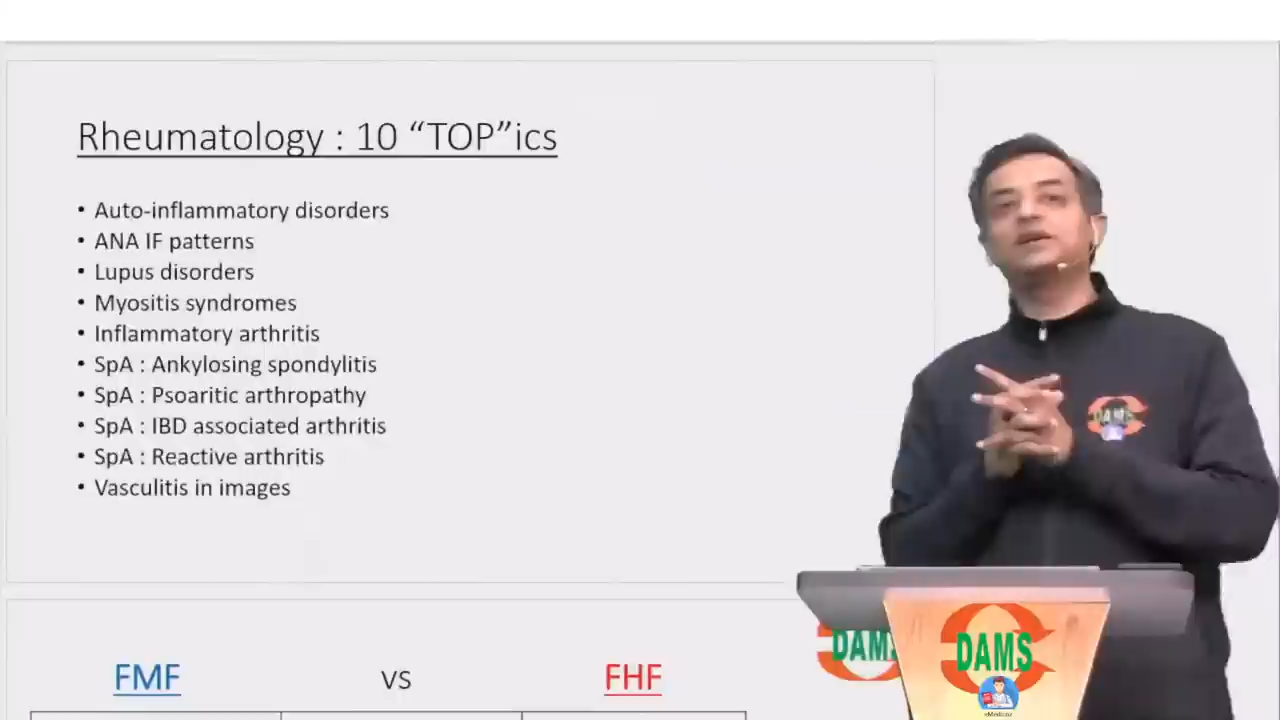 Rheumatology : 10 “TOP”ics
• Auto-inflammatory disorders
• ANA IF patterns
• Lupus disorders
• Myositis syndromes
• Inflammatory arthritis
• SpA : Ankylosing spondylitis
• SpA : Psoaritic arthropathy
• SpA : IBD associated arthritis
• SpA : Reactive arthritis
• Vasculitis in images
FMF vs FHF
DAMS
DAMS
DAMS
eMedicoz